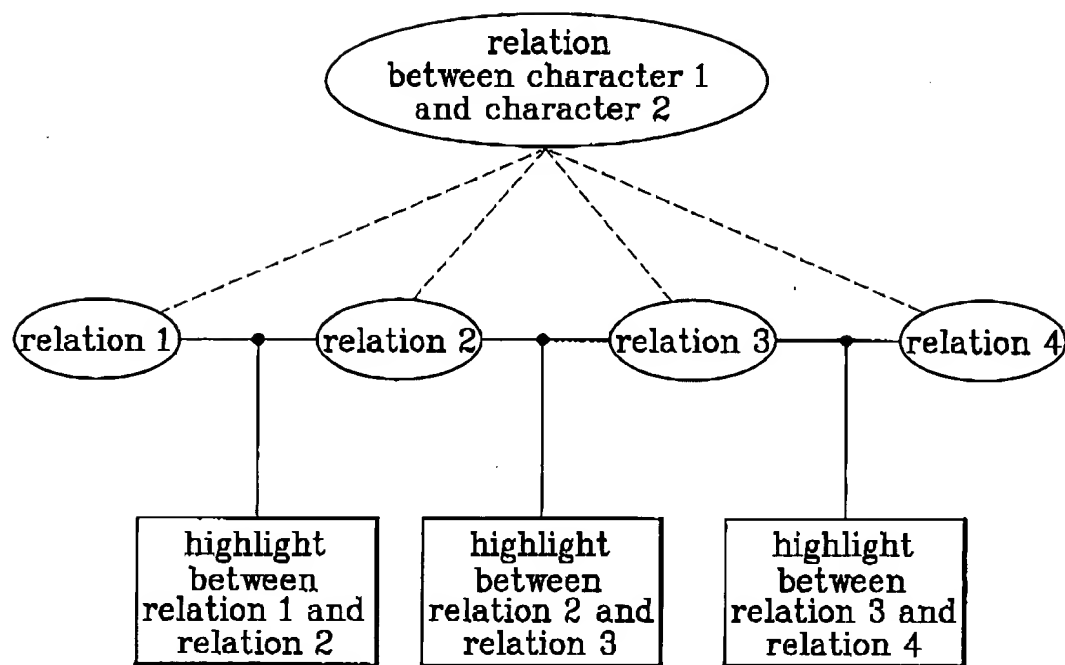 relation
between character 1
and character 2
relation 1
relation 2
relation 3
relation 4
highlight
between
relation 1 and
relation 2
highlight
between
relation 2 and
relation 3
highlight
between
relation 3 and
relation 4